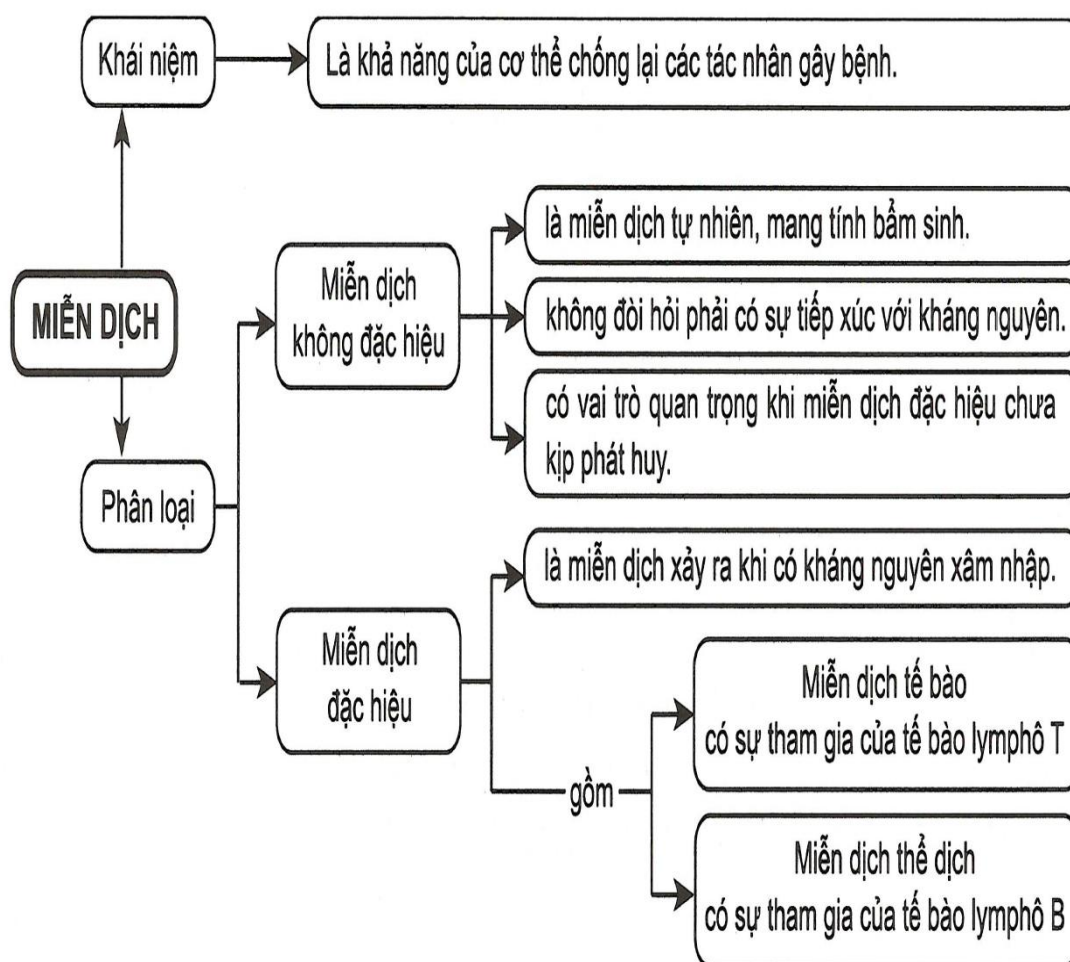 Khái niệm
Là khả năng của cơ thể chống lại các tác nhân gây bệnh.
MIỄN DỊCH
Phân loại
Miễn dịch
không đặc hiệu
là miễn dịch tự nhiên, mang tính bẩm sinh.
không đòi hỏi phải có sự tiếp xúc với kháng nguyên.
có vai trò quan trọng khi miễn dịch đặc hiệu chưa
kịp phát huy.
Miễn dịch
đặc hiệu
là miễn dịch xảy ra khi có kháng nguyên xâm nhập.
gồm
Miễn dịch tế bào
có sự tham gia của tế bào lymphô T
Miễn dịch thể dịch
có sự tham gia của tế bào lymphô B